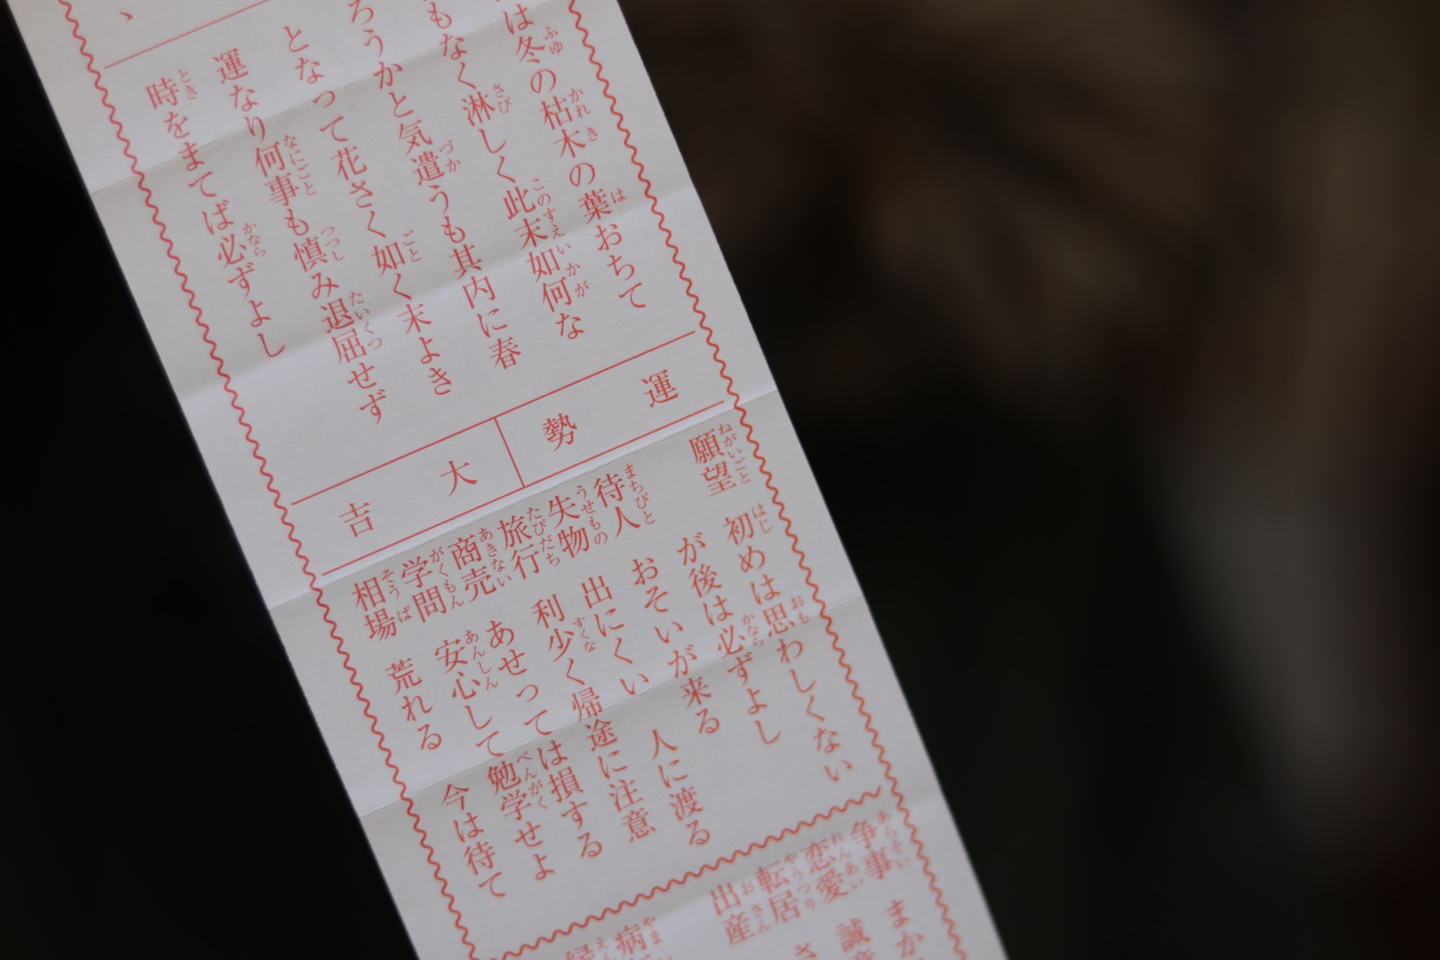 は冬の枯木の葉おちて
もなく淋しく此末如何な
ろうかと気遣うも其内に春
となって花さく如く末よき
運なり何事も慎み退屈せず
時をまてば必ずよし
運勢
大吉
願望 初めは思わしくない
が後は必ずよし
待人 おそいが来る
失物 出にくい 人に渡る
旅行 利少く帰途に注意
商売 あせっては損する
学問 安心して勉学せよ
相場 荒れる 今は待て
争事 まか
恋愛 誠
転居 さ
出産
病
縁